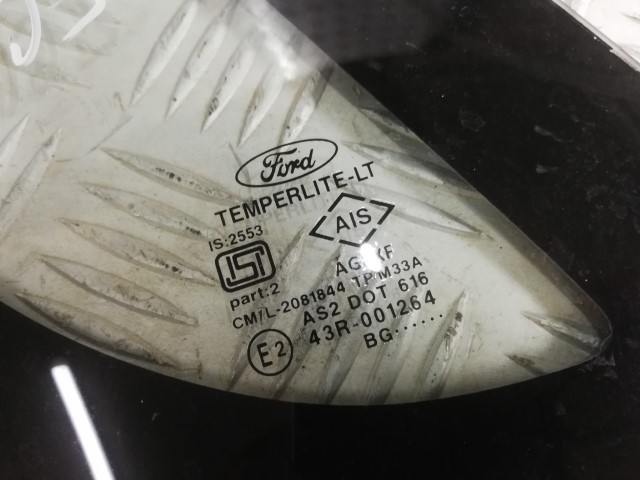 Ford
TEMPERLITE-LT
IS:2553
AIS
ISI
part:2
CM/L-2081844 TP M33A
AS2 DOT 616
43R-001264
E2
BG......